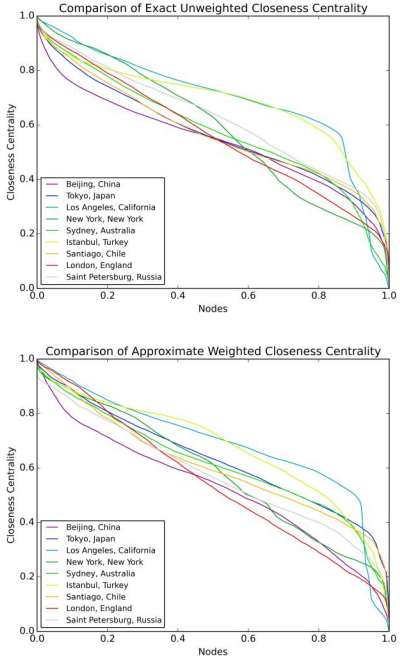 Comparison of Exact Unweighted Closeness Centrality
1.0
0.8
0.6
0.4
0.2
0.0
Closeness Centrality
Beijing, China
Tokyo, Japan
Los Angeles, California
New York, New York
Sydney, Australia
Istanbul, Turkey
Santiago, Chile
London, England
Saint Petersburg, Russia
0.0 0.2 0.4 0.6 0.8 1.0
Nodes
Comparison of Approximate Weighted Closeness Centrality
1.0
0.8
0.6
0.4
0.2
0.0
Closeness Centrality
Beijing, China
Tokyo, Japan
Los Angeles, California
New York, New York
Sydney, Australia
Istanbul, Turkey
Santiago, Chile
London, England
Saint Petersburg, Russia
0.0 0.2 0.4 0.6 0.8 1.0
Nodes